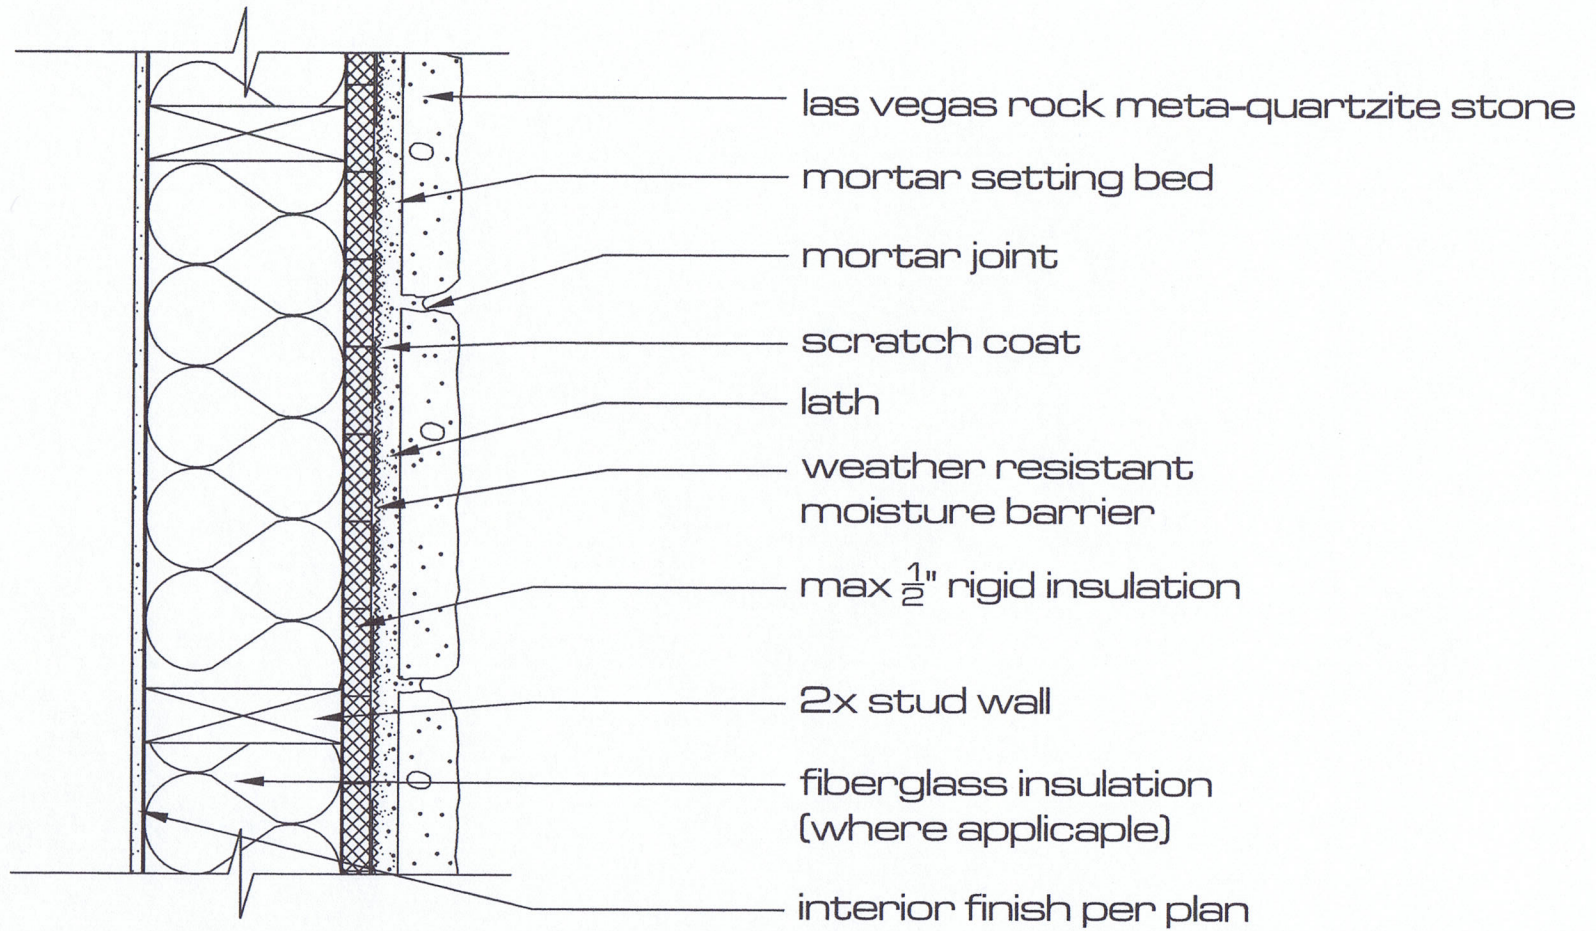 las vegas rock meta-quartzite stone
mortar setting bed
mortar joint
scratch coat
lath
weather resistant
moisture barrier
max 1/2" rigid insulation
2x stud wall
fiberglass insulation
(where applicaple)
interior finish per plan